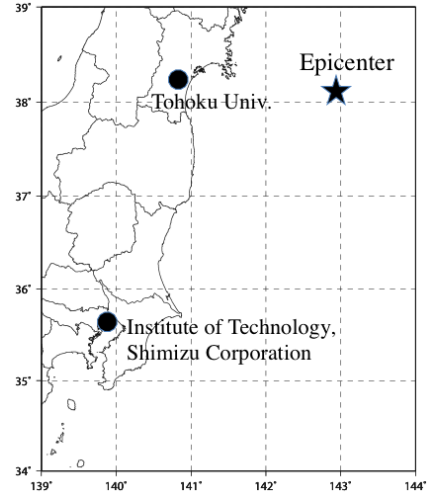 39°
Epicenter
38°
Tohoku Univ.
37°
36°
Institute of Technology,
Shimizu Corporation
35°
34°
139° 140° 141° 142° 143° 144°